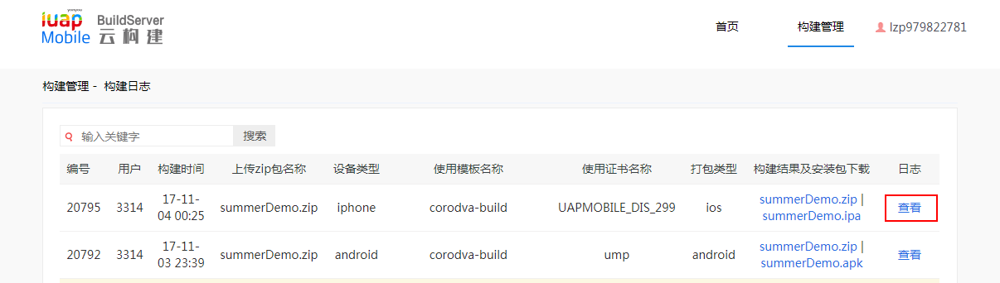 yonyou
iuap BuildServer
Mobile 云构建
首页 构建管理 lzp979822781
构建管理 - 构建日志
输入关键字 搜索
编号 用户 构建时间 上传zip包名称 设备类型 使用模板名称 使用证书名称 打包类型 构建结果及安装包下载 日志
20795 3314 17-11-04 00:25 summerDemo.zip iphone corodva-build UAPMOBILE_DIS_299 ios summerDemo.zip | summerDemo.ipa 查看
20792 3314 17-11-03 23:39 summerDemo.zip android corodva-build ump android summerDemo.zip | summerDemo.apk 查看